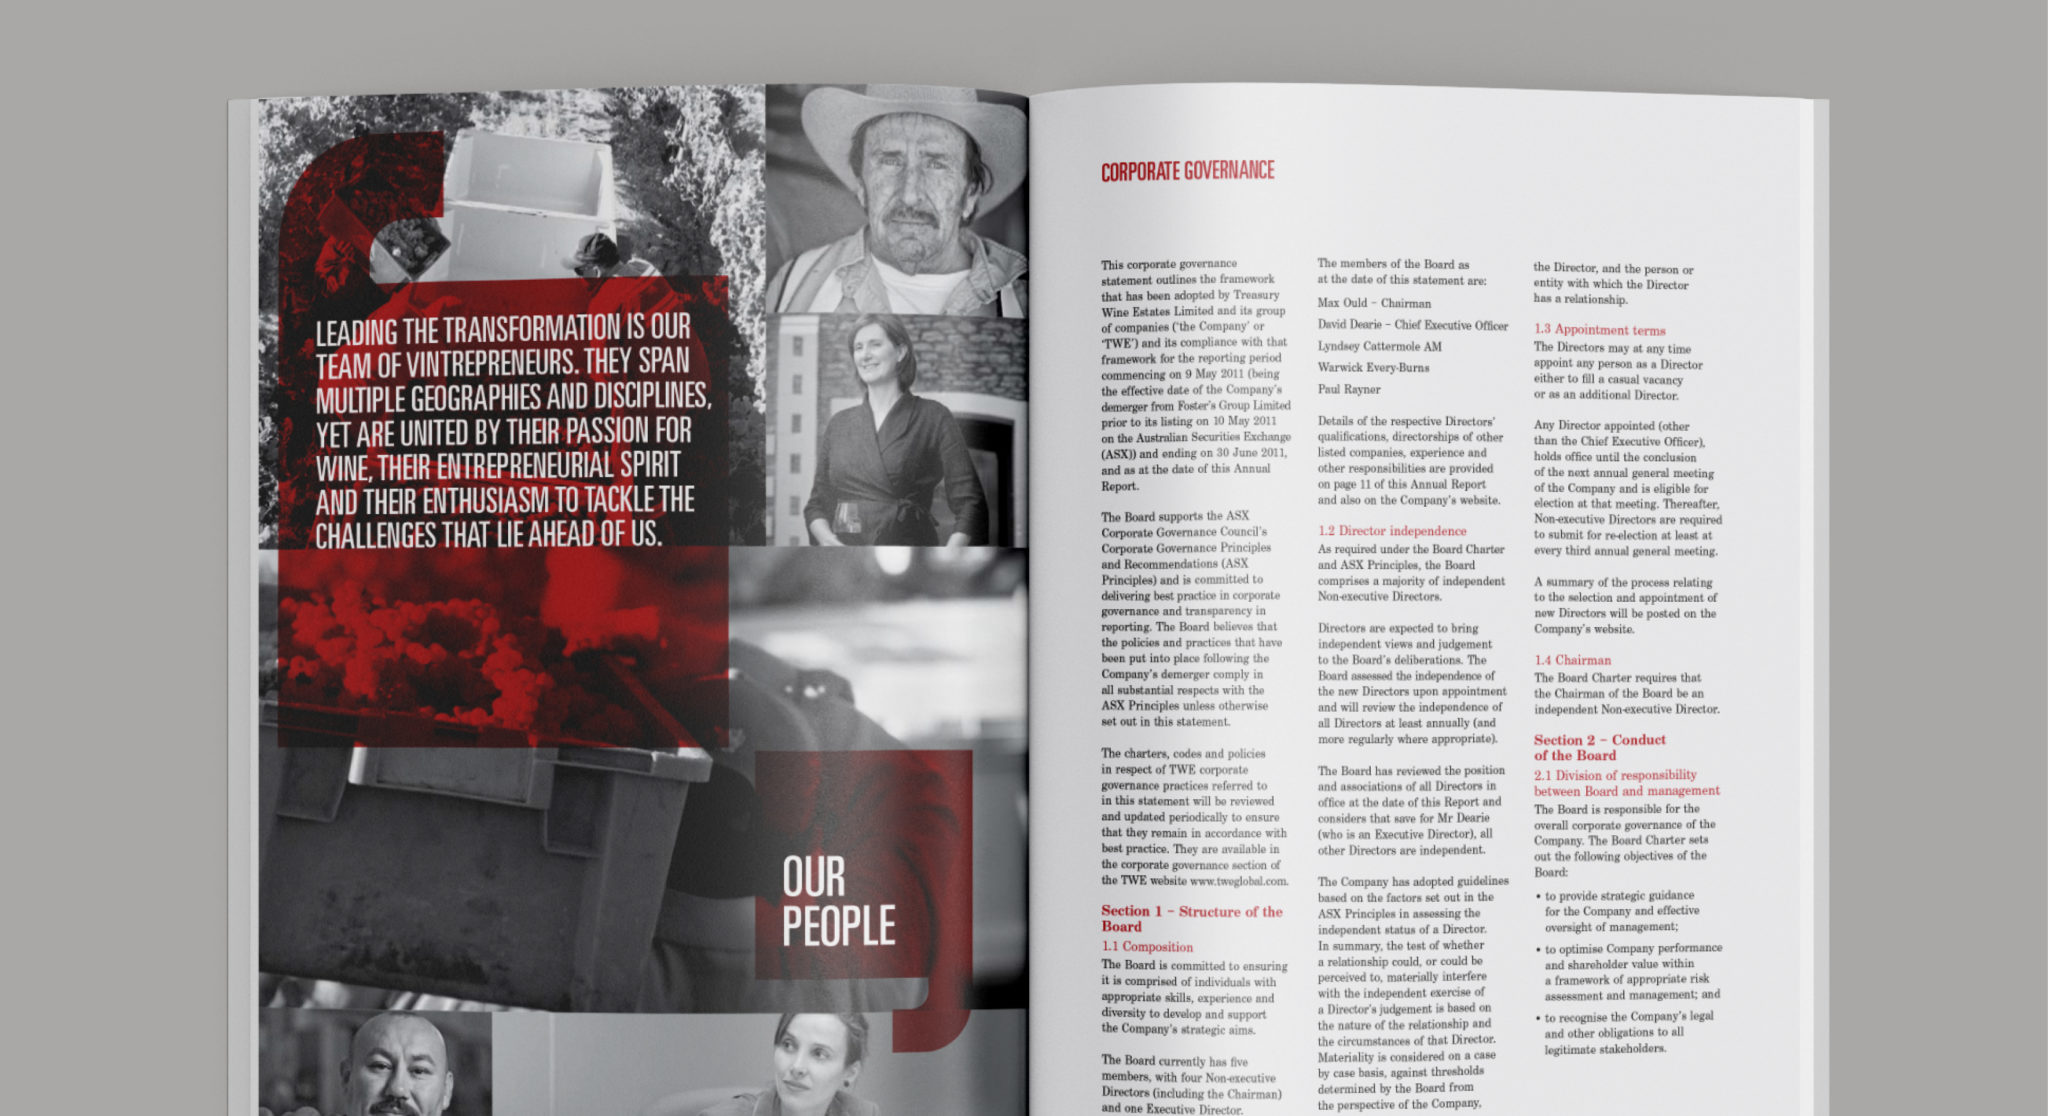 LEADING THE TRANSFORMATION IS OUR
TEAM OF VINTREPRENEURS. THEY SPAN
MULTIPLE GEOGRAPHIES AND DISCIPLINES,
YET ARE UNITED BY THEIR PASSION FOR
WINE, THEIR ENTREPRENEURIAL SPIRIT
AND THEIR ENTHUSIASM TO TACKLE THE
CHALLENGES THAT LIE AHEAD OF US.
OUR
PEOPLE
CORPORATE GOVERNANCE
This corporate governance
statement outlines the framework
that has been adopted by Treasury
Wine Estates Limited and its group
of companies ('the Company' or
'TWE') and its compliance with that
framework for the reporting period
commencing on 9 May 2011 (being
the effective date of the Company's
demerger from Foster's Group Limited
prior to its listing on 10 May 2011
on the Australian Securities Exchange
(ASX)) and ending on 30 June 2011,
and as at the date of this Annual
Report.
The Board supports the ASX
Corporate Governance Council's
Corporate Governance Principles
and Recommendations (ASX
Principles) and is committed to
delivering best practice in corporate
governance and transparency in
reporting. The Board believes that
the policies and practices that have
been put into place following the
Company's demerger comply in
all substantial respects with the
ASX Principles unless otherwise
set out in this statement.
The charters, codes and policies
in respect of TWE corporate
governance practices referred to
in this statement will be reviewed
and updated periodically to ensure
that they remain in accordance with
best practice. They are available in
the corporate governance section of
the TWE website www.tweglobal.com.
Section 1 – Structure of the
Board
1.1 Composition
The Board is committed to ensuring
it is comprised of individuals with
appropriate skills, experience and
diversity to develop and support
the Company's strategic aims.
The Board currently has five
members, with four Non-executive
Directors (including the Chairman)
and one Executive Director.
The members of the Board as
at the date of this statement are:
Max Ould – Chairman
David Dearie – Chief Executive Officer
Lyndsey Cattermole AM
Warwick Every-Burns
Paul Rayner
Details of the respective Directors'
qualifications, directorships of other
listed companies, experience and
other responsibilities are provided
on page 11 of this Annual Report
and also on the Company's website.
1.2 Director independence
As required under the Board Charter
and ASX Principles, the Board
comprises a majority of independent
Non-executive Directors.
Directors are expected to bring
independent views and judgement
to the Board's deliberations. The
Board assessed the independence of
the new Directors upon appointment
and will review the independence of
all Directors at least annually (and
more regularly where appropriate).
The Board has reviewed the position
and associations of all Directors in
office at the date of this Report and
considers that save for Mr Dearie
(who is an Executive Director), all
other Directors are independent.
The Company has adopted guidelines
based on the factors set out in the
ASX Principles in assessing the
independent status of a Director.
In summary, the test of whether
a relationship could, or could be
perceived to, materially interfere
with the independent exercise of
a Director's judgement is based on
the nature of the relationship and
the circumstances of that Director.
Materiality is considered on a case
by case basis, against thresholds
determined by the Board from
the perspective of the Company,
the Director, and the person or
entity with which the Director
has a relationship.
1.3 Appointment terms
The Directors may at any time
appoint any person as a Director
either to fill a casual vacancy
or as an additional Director.
Any Director appointed (other
than the Chief Executive Officer),
holds office until the conclusion
of the next annual general meeting
of the Company and is eligible for
election at that meeting. Thereafter,
Non-executive Directors are required
to submit for re-election at least at
every third annual general meeting.
A summary of the process relating
to the selection and appointment of
new Directors will be posted on the
Company's website.
1.4 Chairman
The Board Charter requires that
the Chairman of the Board be an
independent Non-executive Director.
Section 2 – Conduct
of the Board
2.1 Division of responsibility
between Board and management
The Board is responsible for the
overall corporate governance of the
Company. The Board Charter sets
out the following objectives of the
Board:
• to provide strategic guidance
for the Company and effective
oversight of management;
• to optimise Company performance
and shareholder value within
a framework of appropriate risk
assessment and management; and
• to recognise the Company's legal
and other obligations to all
legitimate stakeholders.